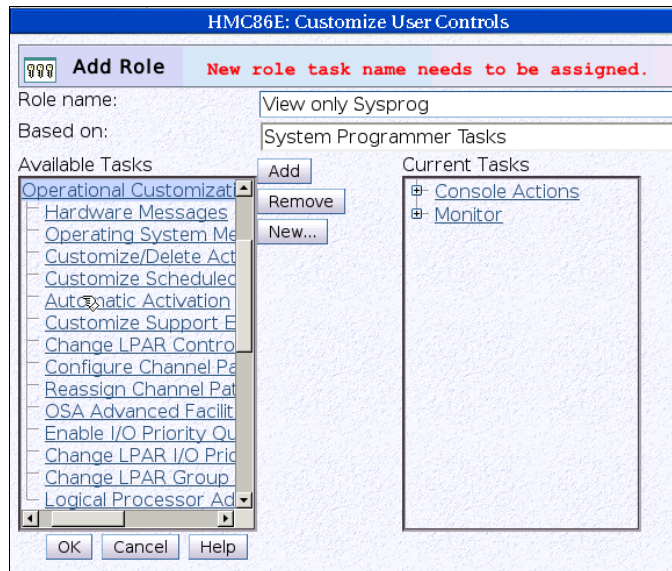 HMC86E: Customize User Controls
Add Role
New role task name needs to be assigned.
Role name:
View only Sysprog
Based on:
System Programmer Tasks
Available Tasks
Operational Customizati
Hardware Messages
Operating System Me
Customize/Delete Act
Customize Scheduled
Automatic Activation
Customize Support E
Change LPAR Contro
Configure Channel Pa
Reassign Channel Pat
OSA Advanced Facilit
Enable I/O Priority Qu
Change LPAR I/O Prio
Change LPAR Group
Logical Processor Ad
Add
Remove
New...
Current Tasks
Console Actions
Monitor
OK Cancel Help